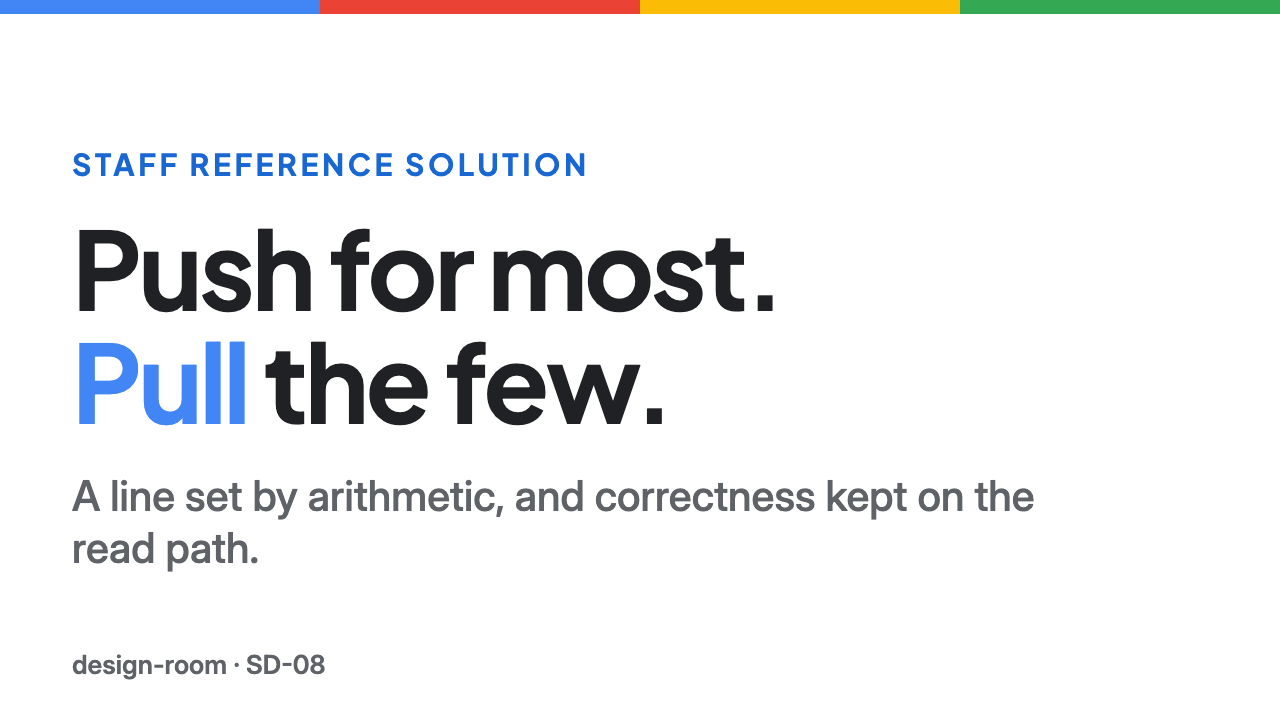 STAFF REFERENCE SOLUTION
Push for most.
Pull the few.
A line set by arithmetic, and correctness kept on the
read path.
design-room · SD-08